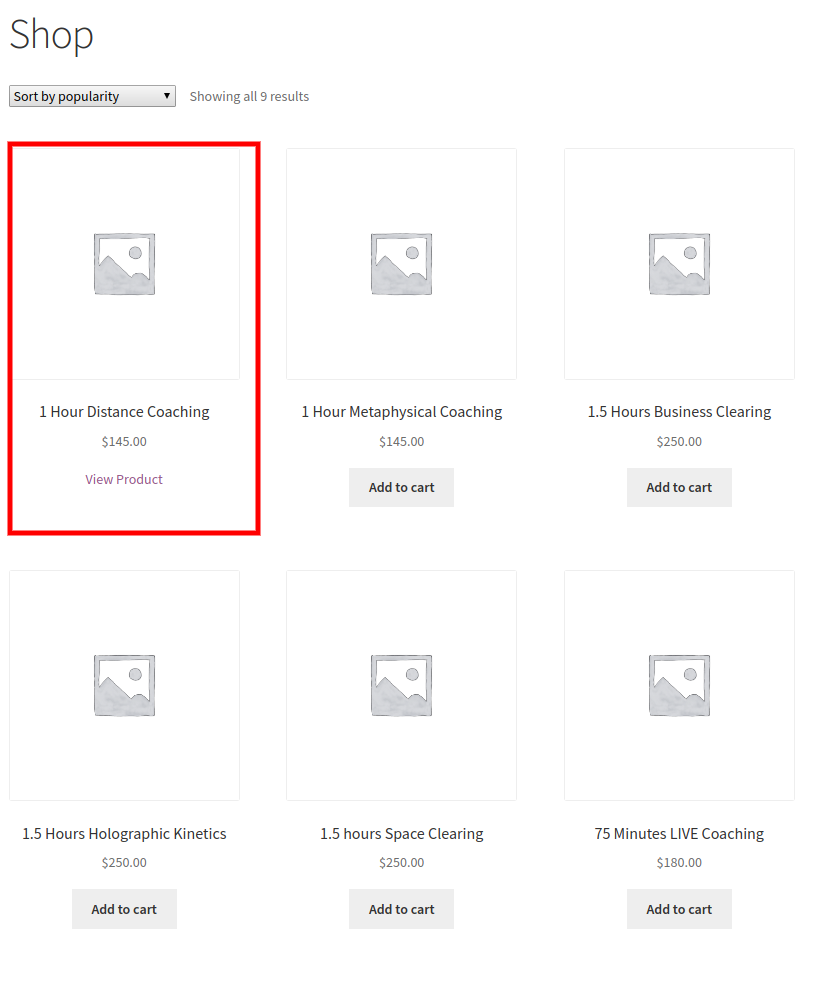 Shop
Sort by popularity
Showing all 9 results
1 Hour Distance Coaching
$145.00
View Product
1 Hour Metaphysical Coaching
$145.00
Add to cart
1.5 Hours Business Clearing
$250.00
Add to cart
1.5 Hours Holographic Kinetics
$250.00
Add to cart
1.5 hours Space Clearing
$250.00
Add to cart
75 Minutes LIVE Coaching
$180.00
Add to cart